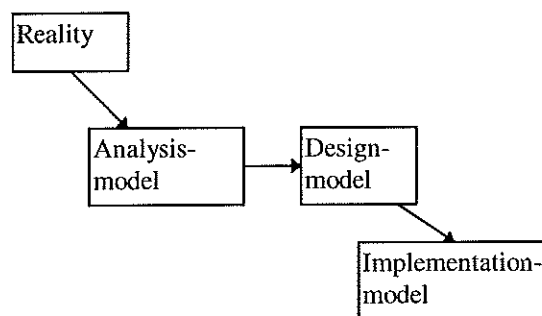 Reality
Analysis-
model
Design-
model
Implementation-
model